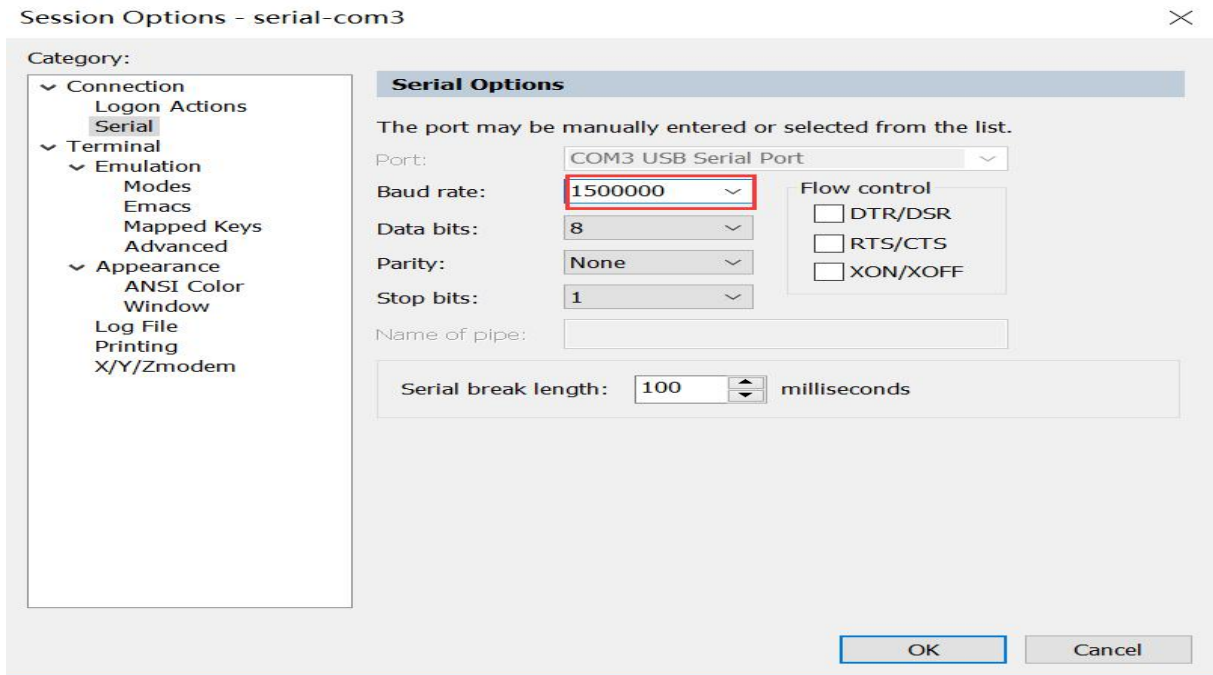 Session Options - serial-com3
Category:
Connection
Logon Actions
Serial
Terminal
Emulation
Modes
Emacs
Mapped Keys
Advanced
Appearance
ANSI Color
Window
Log File
Printing
X/Y/Zmodem
Serial Options
The port may be manually entered or selected from the list.
Port: COM3 USB Serial Port
Baud rate: 1500000
Data bits: 8
Parity: None
Stop bits: 1
Name of pipe:
Flow control
DTR/DSR
RTS/CTS
XON/XOFF
Serial break length: 100 milliseconds
OK Cancel